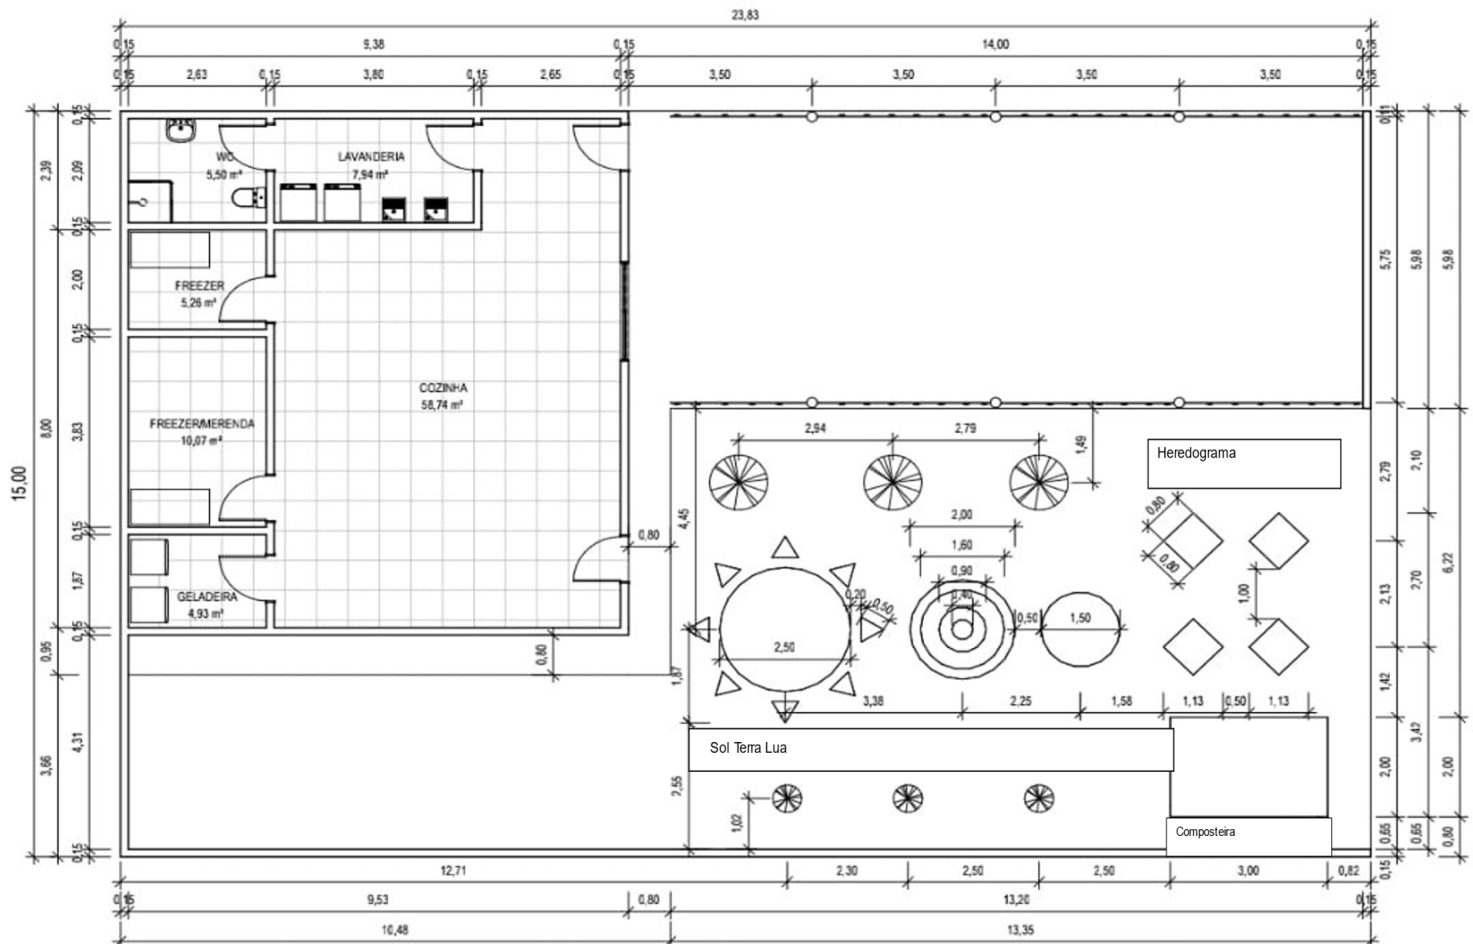 23,83
0,15 9,38 0,15 14,00 0,15
0,15 2,63 0,15 3,80 0,15 2,65 0,15 3,50 3,50 3,50 3,50 0,15
0,15
2,39
2,09
0,15
2,00
0,15
8,00
3,83
15,00
0,15
1,87
0,15
0,95
4,31
3,66
0,15
WC
5,50 m²
LAVANDERIA
7,94 m²
FREEZER
5,26 m²
COZINHA
58,74 m²
FREEZER/MERENDA
10,07 m²
GELADEIRA
4,93 m²
0,80
0,80
2,94 2,79
1,49
Heredograma
4,45
2,00
1,60
0,90
0,40
0,20
0,50
0,50
1,50
2,50
0,80
0,80
1,00
1,87
3,38 2,25 1,58 1,13 0,50 1,13
Sol Terra Lua
2,55
1,02
Composteira
0,11
5,75
5,98
5,98
2,79
2,10
2,13
2,70
6,22
1,42
3,42
2,00
2,00
0,65
0,65
0,80
0,15
12,71 2,30 2,50 2,50 3,00 0,82
0,15 9,53 0,80 13,20 0,15
10,48 13,35